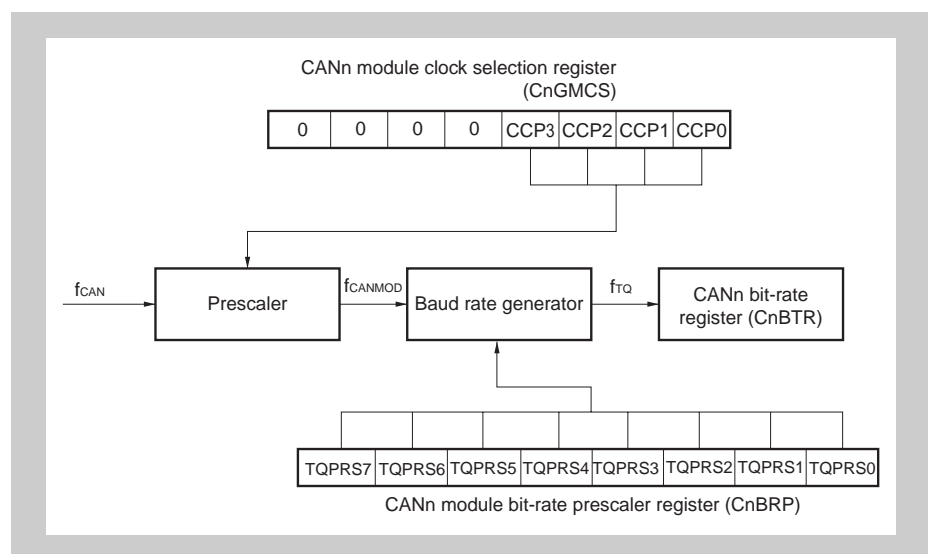 CANn module clock selection register
(CnGMCS)
0 0 0 0 CCP3 CCP2 CCP1 CCP0
fCAN
Prescaler
fCANMOD
Baud rate generator
fTQ
CANn bit-rate
register (CnBTR)
TQPRS7 TQPRS6 TQPRS5 TQPRS4 TQPRS3 TQPRS2 TQPRS1 TQPRS0
CANn module bit-rate prescaler register (CnBRP)